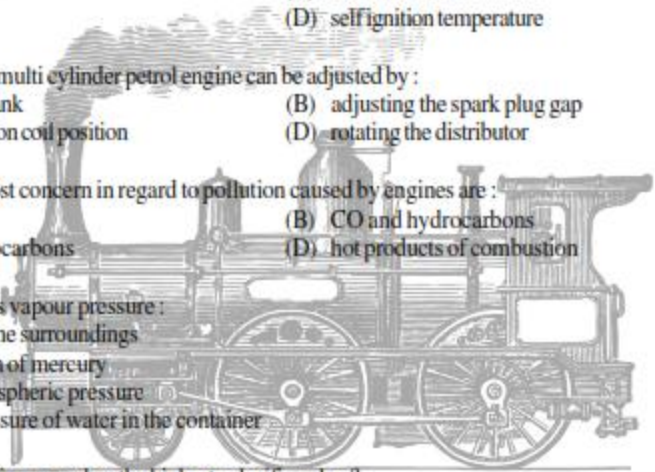 (D) self ignition temperature
multi cylinder petrol engine can be adjusted by :
ank
(B) adjusting the spark plug gap
on coil position
(D) rotating the distributor
st concern in regard to pollution caused by engines are :
(B) CO and hydrocarbons
ocarbons
(D) hot products of combustion
s vapour pressure :
he surroundings
n of mercury
spheric pressure
sure of water in the container